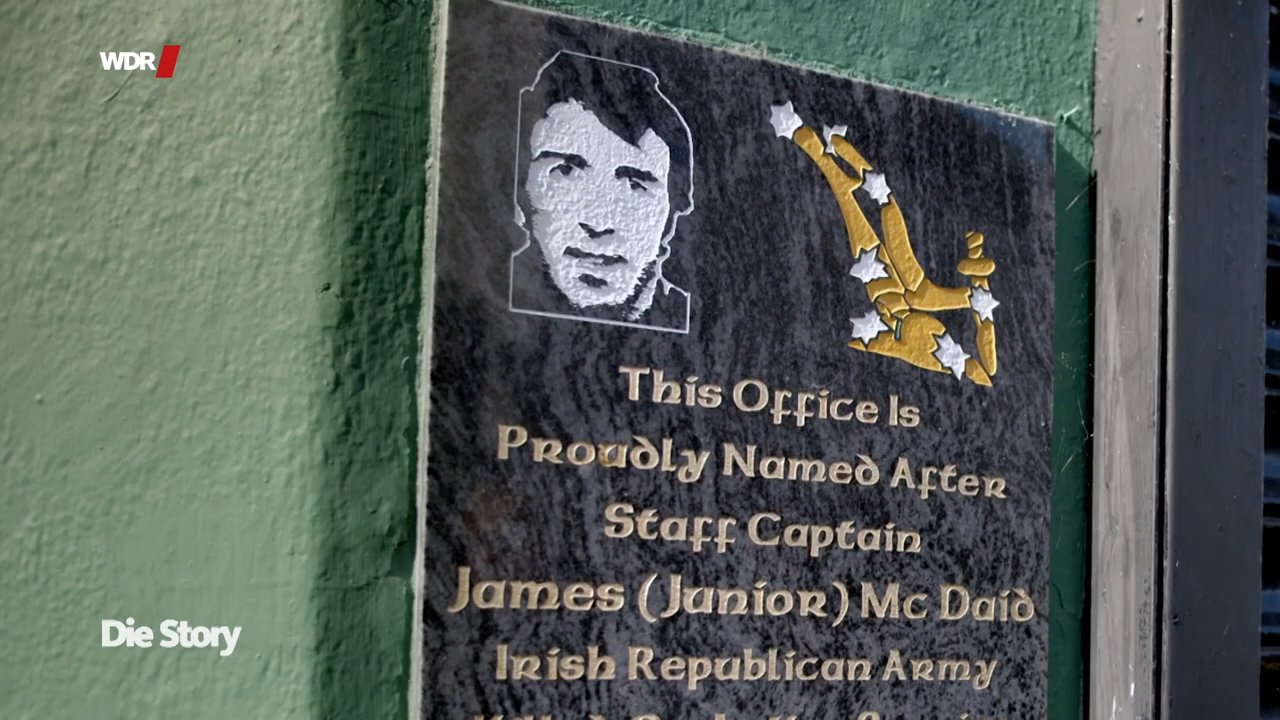 WDR
This Office Is
Proudly Named After
Staff Captain
James (Junior) Mc Daid
Irish Republican Army
Die Story